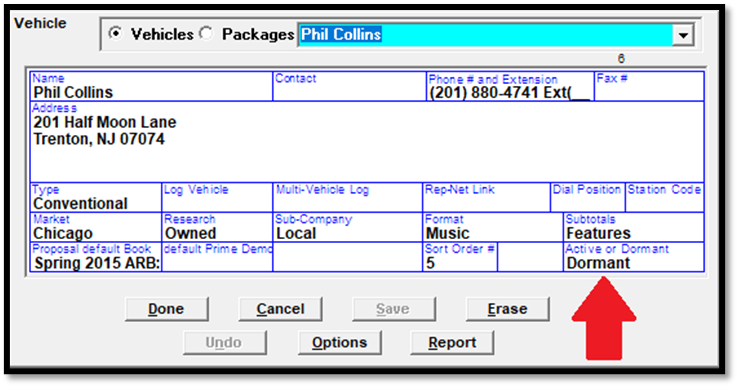 Vehicle
Vehicles Packages Phil Collins
6
Name Contact Phone # and Extension Fax #
Phil Collins (201) 880-4741 Ext(__
Address
201 Half Moon Lane
Trenton, NJ 07074
Type Log Vehicle Multi-Vehicle Log Rep-Net Link Dial Position Station Code
Conventional
Market Research Sub-Company Format Subtotals
Chicago Owned Local Music Features
Proposal default Book default Prime Demo Sort Order # Active or Dormant
Spring 2015 ARB: 5 Dormant
Done Cancel Save Erase
Undo Options Report